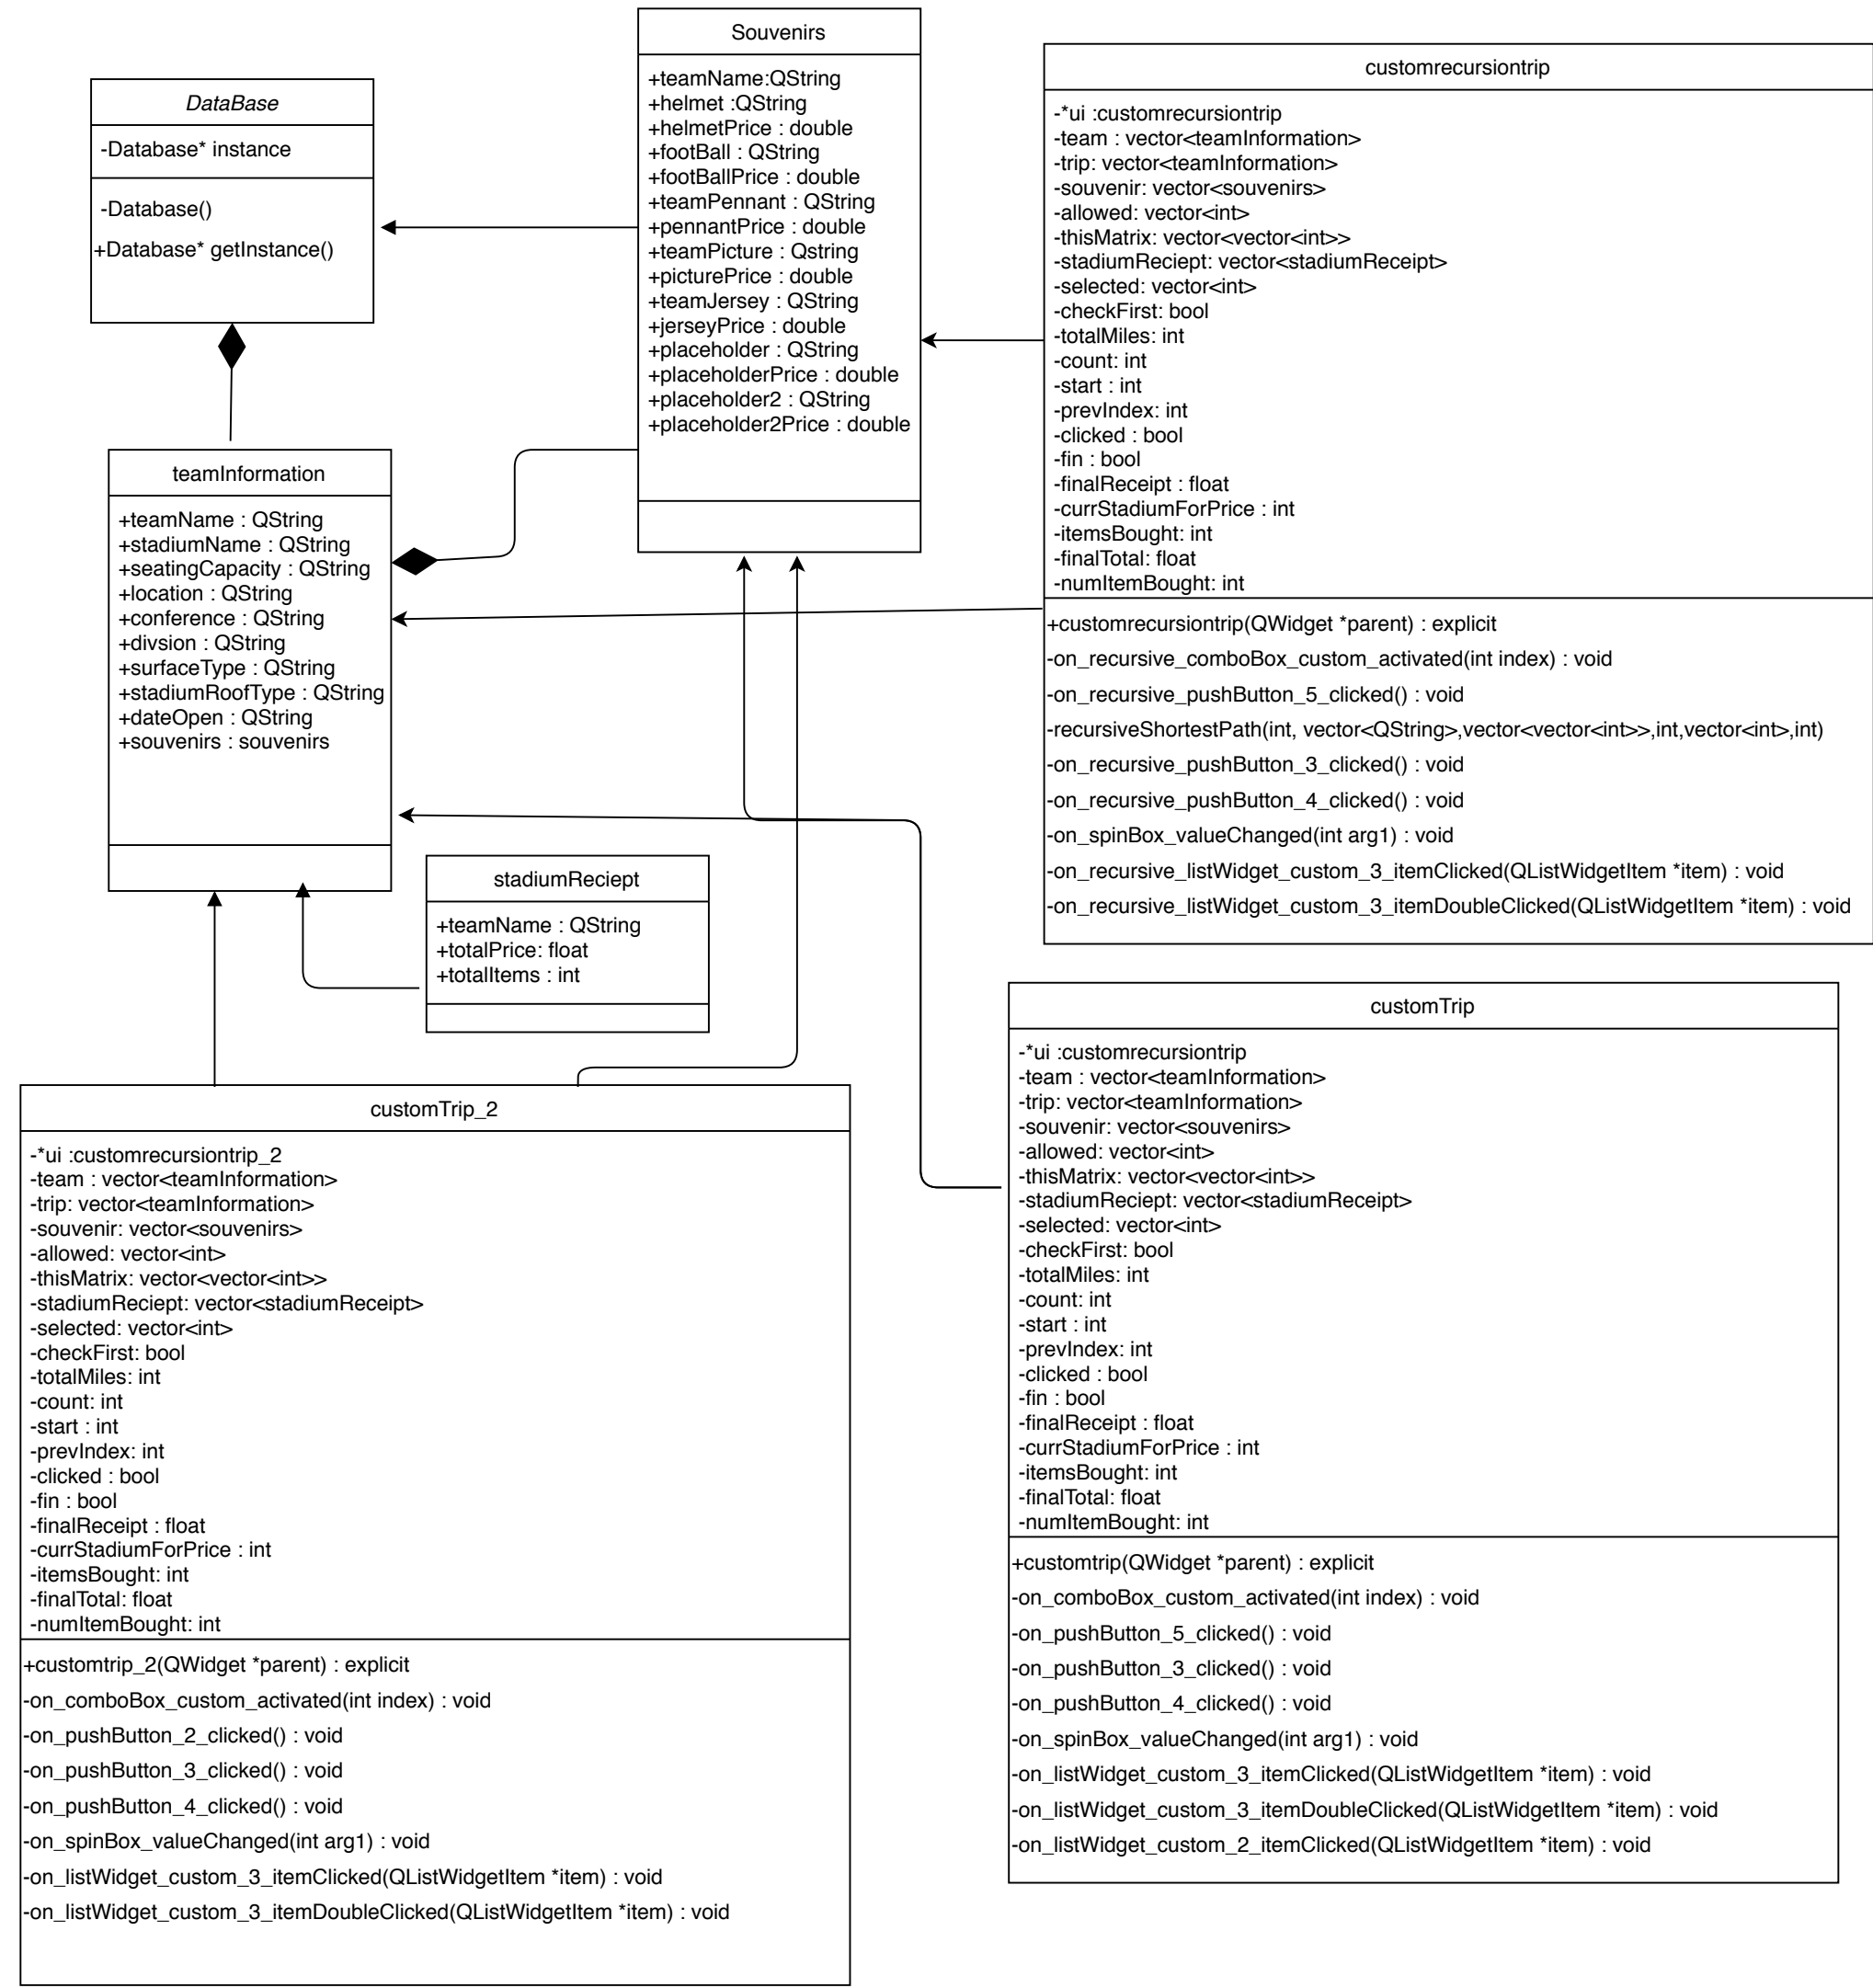 Souvenirs
+teamName:QString
+helmet :QString
+helmetPrice : double
+footBall : QString
+footBallPrice : double
+teamPennant : QString
+pennantPrice : double
+teamPicture : Qstring
+picturePrice : double
+teamJersey : QString
+jerseyPrice : double
+placeholder : QString
+placeholderPrice : double
+placeholder2 : QString
+placeholder2Price : double
DataBase
-Database* instance
-Database()
+Database* getInstance()
customrecursiontrip
-*ui :customrecursiontrip
-team : vector<teamInformation>
-trip: vector<teamInformation>
-souvenir: vector<souvenirs>
-allowed: vector<int>
-thisMatrix: vector<vector<int>>
-stadiumReciept: vector<stadiumReceipt>
-selected: vector<int>
-checkFirst: bool
-totalMiles: int
-count: int
-start : int
-prevIndex: int
-clicked : bool
-fin : bool
-finalReceipt : float
-currStadiumForPrice : int
-itemsBought: int
-finalTotal: float
-numItemBought: int
+customrecursiontrip(QWidget *parent) : explicit
-on_recursive_comboBox_custom_activated(int index) : void
-on_recursive_pushButton_5_clicked() : void
-recursiveShortestPath(int, vector<QString>,vector<vector<int>>,int,vector<int>,int)
-on_recursive_pushButton_3_clicked() : void
-on_recursive_pushButton_4_clicked() : void
-on_spinBox_valueChanged(int arg1) : void
-on_recursive_listWidget_custom_3_itemClicked(QListWidgetItem *item) : void
-on_recursive_listWidget_custom_3_itemDoubleClicked(QListWidgetItem *item) : void
teamInformation
+teamName : QString
+stadiumName : QString
+seatingCapacity : QString
+location : QString
+conference : QString
+divsion : QString
+surfaceType : QString
+stadiumRoofType : QString
+dateOpen : QString
+souvenirs : souvenirs
stadiumReciept
+teamName : QString
+totalPrice: float
+totalItems : int
customTrip
-*ui :customrecursiontrip
-team : vector<teamInformation>
-trip: vector<teamInformation>
-souvenir: vector<souvenirs>
-allowed: vector<int>
-thisMatrix: vector<vector<int>>
-stadiumReciept: vector<stadiumReceipt>
-selected: vector<int>
-checkFirst: bool
-totalMiles: int
-count: int
-start : int
-prevIndex: int
-clicked : bool
-fin : bool
-finalReceipt : float
-currStadiumForPrice : int
-itemsBought: int
-finalTotal: float
-numItemBought: int
+customtrip(QWidget *parent) : explicit
-on_comboBox_custom_activated(int index) : void
-on_pushButton_5_clicked() : void
-on_pushButton_3_clicked() : void
-on_pushButton_4_clicked() : void
-on_spinBox_valueChanged(int arg1) : void
-on_listWidget_custom_3_itemClicked(QListWidgetItem *item) : void
-on_listWidget_custom_3_itemDoubleClicked(QListWidgetItem *item) : void
-on_listWidget_custom_2_itemClicked(QListWidgetItem *item) : void
customTrip_2
-*ui :customrecursiontrip_2
-team : vector<teamInformation>
-trip: vector<teamInformation>
-souvenir: vector<souvenirs>
-allowed: vector<int>
-thisMatrix: vector<vector<int>>
-stadiumReciept: vector<stadiumReceipt>
-selected: vector<int>
-checkFirst: bool
-totalMiles: int
-count: int
-start : int
-prevIndex: int
-clicked : bool
-fin : bool
-finalReceipt : float
-currStadiumForPrice : int
-itemsBought: int
-finalTotal: float
-numItemBought: int
+customtrip_2(QWidget *parent) : explicit
-on_comboBox_custom_activated(int index) : void
-on_pushButton_2_clicked() : void
-on_pushButton_3_clicked() : void
-on_pushButton_4_clicked() : void
-on_spinBox_valueChanged(int arg1) : void
-on_listWidget_custom_3_itemClicked(QListWidgetItem *item) : void
-on_listWidget_custom_3_itemDoubleClicked(QListWidgetItem *item) : void